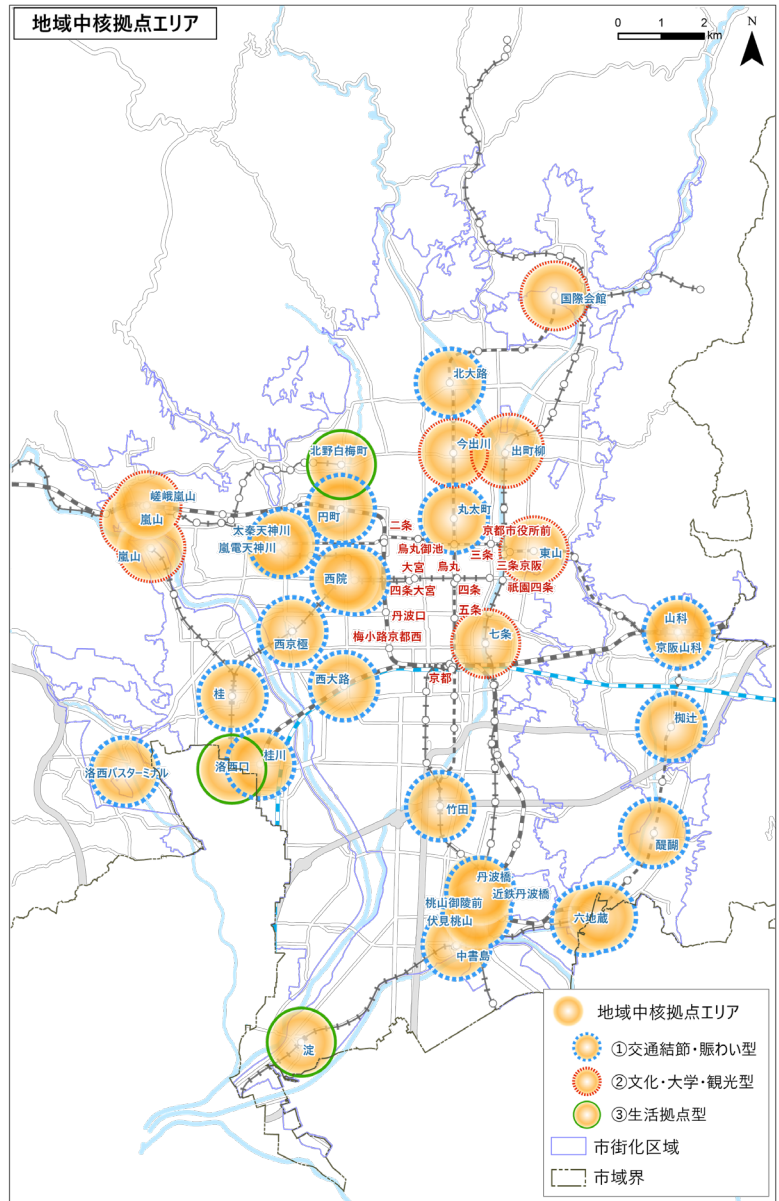 地域中核拠点エリア
0 1 2
km
N
国際会館
北大路
北野白梅町
今出川
出町柳
嵯峨嵐山
嵐山
嵐山
円町
丸太町
太秦天神川
嵐電天神川
二条
京都市役所前
烏丸御池
三条
東山
大宮
烏丸
三条京阪
西院
四条大宮
四条
祇園四条
丹波口
五条
西京極
梅小路京都西
七条
山科
京阪山科
京都
西大路
桂
椥辻
洛西バスターミナル
洛西口
桂川
竹田
醍醐
丹波橋
近鉄丹波橋
桃山御陵前
伏見桃山
六地蔵
中書島
淀
地域中核拠点エリア
①交通結節・賑わい型
②文化・大学・観光型
③生活拠点型
市街化区域
市域界